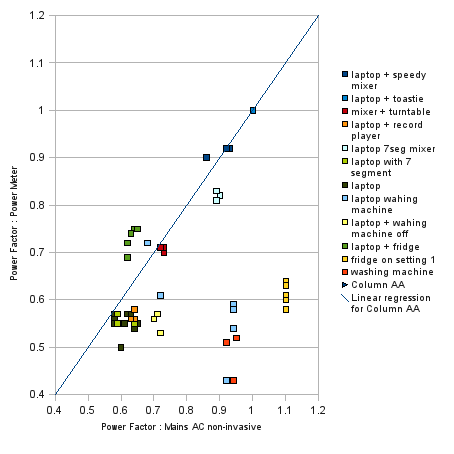 1.2
1.1
1
0.9
0.8
0.7
0.6
0.5
0.4
0.4
0.5
0.6
0.7
0.8
0.9
1
1.1
1.2
Power Factor : Power Meter
Power Factor : Mains AC non-invasive
laptop + speedy
mixer
laptop + toastie
mixer + turntable
laptop + record
player
laptop 7seg mixer
laptop with 7
segment
laptop
laptop wahing
machine
laptop + wahing
machine off
laptop + fridge
fridge on setting 1
washing machine
Column AA
Linear regression
for Column AA